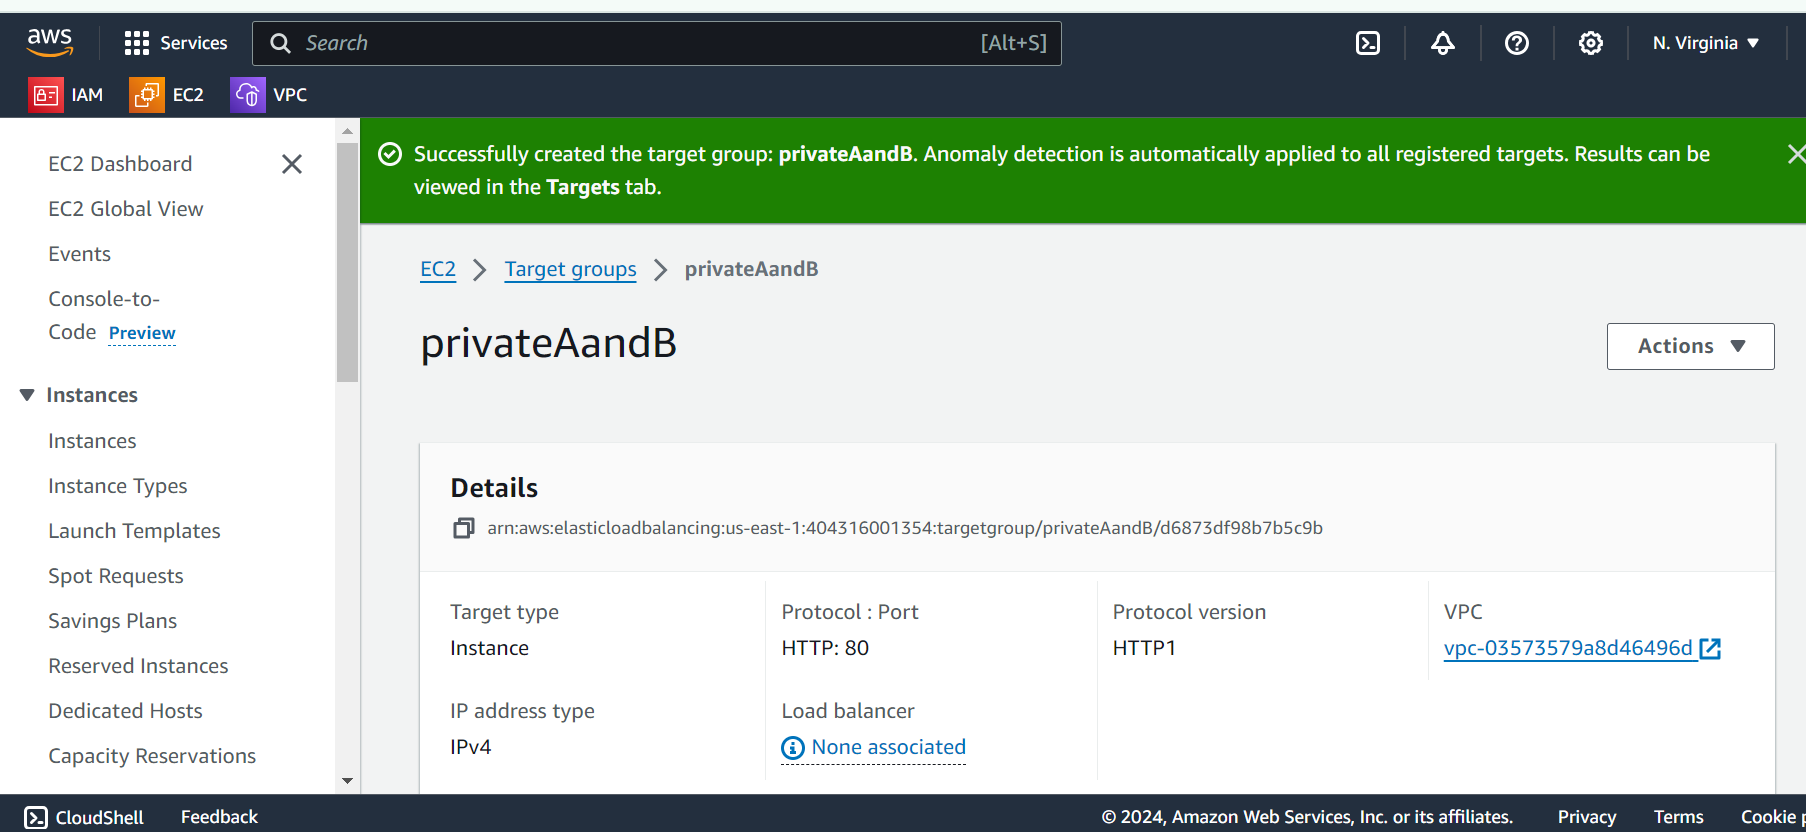 aws
Services
Search
[Alt+S]
N. Virginia
IAM
EC2
VPC
EC2 Dashboard
EC2 Global View
Events
Console-to-
Code Preview
Instances
Instances
Instance Types
Launch Templates
Spot Requests
Savings Plans
Reserved Instances
Dedicated Hosts
Capacity Reservations
Successfully created the target group: privateAandB. Anomaly detection is automatically applied to all registered targets. Results can be
viewed in the Targets tab.
EC2 > Target groups > privateAandB
privateAandB
Actions
Details
arn:aws:elasticloadbalancing:us-east-1:404316001354:targetgroup/privateAandB/d6873df98b7b5c9b
Target type
Instance
Protocol : Port
HTTP: 80
Protocol version
HTTP1
VPC
vpc-03573579a8d46496d
IP address type
IPv4
Load balancer
None associated
CloudShell
Feedback
© 2024, Amazon Web Services, Inc. or its affiliates.
Privacy
Terms
Cookie